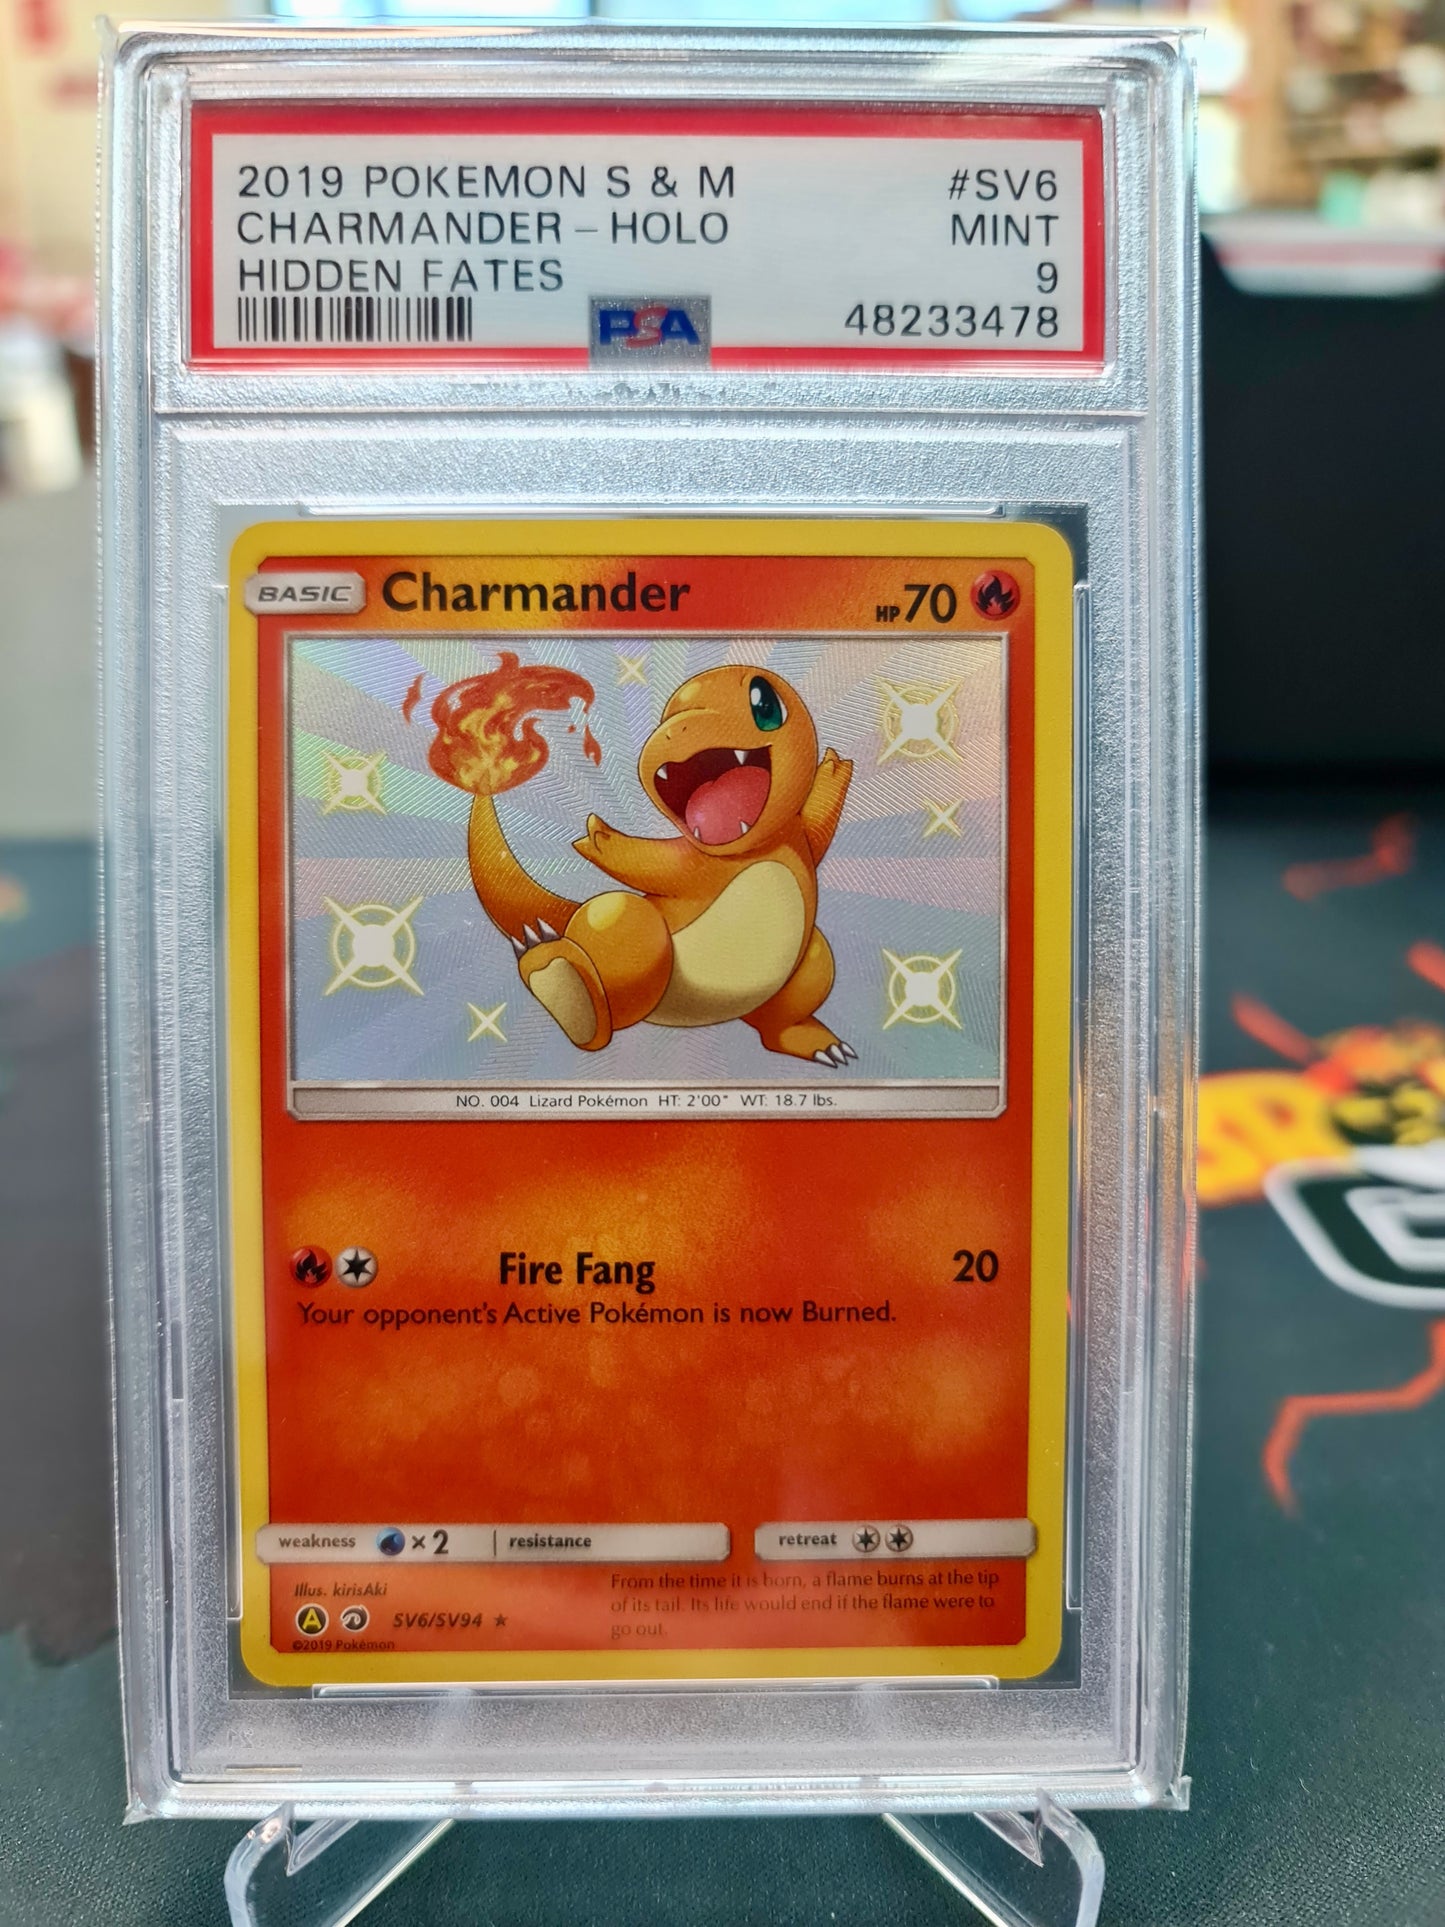 2019 POKEMON S & M #SV6
CHARMANDER - HOLO MINT
HIDDEN FATES 9
PSA 48233478
BASIC Charmander HP 70
NO. 004 Lizard Pokémon HT: 2'00" WT: 18.7 lbs.
Fire Fang 20
Your opponent's Active Pokémon is now Burned.
weakness ×2 resistance retreat
Illus. kirisAki
A SV6/SV94 ★
©2019 Pokémon
From the time it is born, a flame burns at the tip
of its tail. Its life would end if the flame were to
go out.